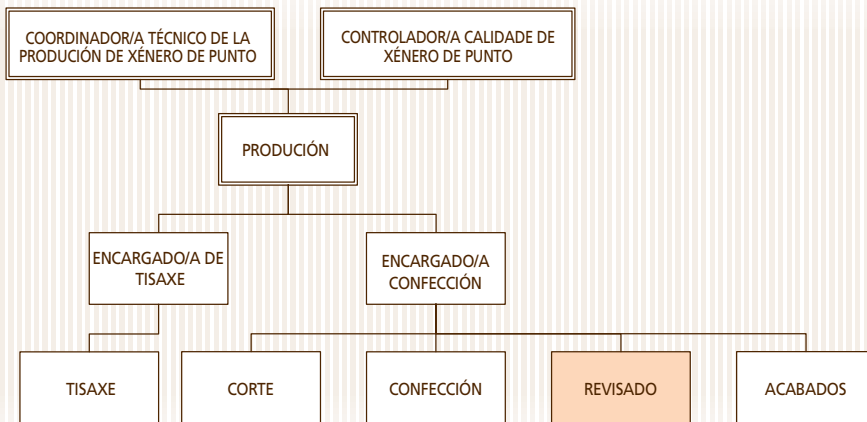 COORDINADOR/A TÉCNICO DE LA
PRODUCIÓN DE XÉNERO DE PUNTO
CONTROLADOR/A CALIDADE DE
XÉNERO DE PUNTO
PRODUCIÓN
ENCARGADO/A DE
TISAXE
ENCARGADO/A
CONFECCIÓN
TISAXE
CORTE
CONFECCIÓN
REVISADO
ACABADOS